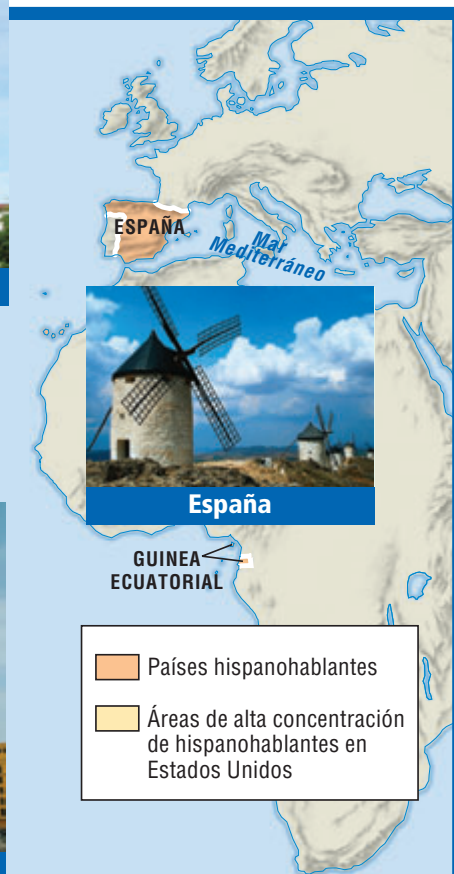 ESPAÑA
Mar
Mediterráneo
España
GUINEA
ECUATORIAL
Países hispanohablantes
Áreas de alta concentración
de hispanohablantes en
Estados Unidos